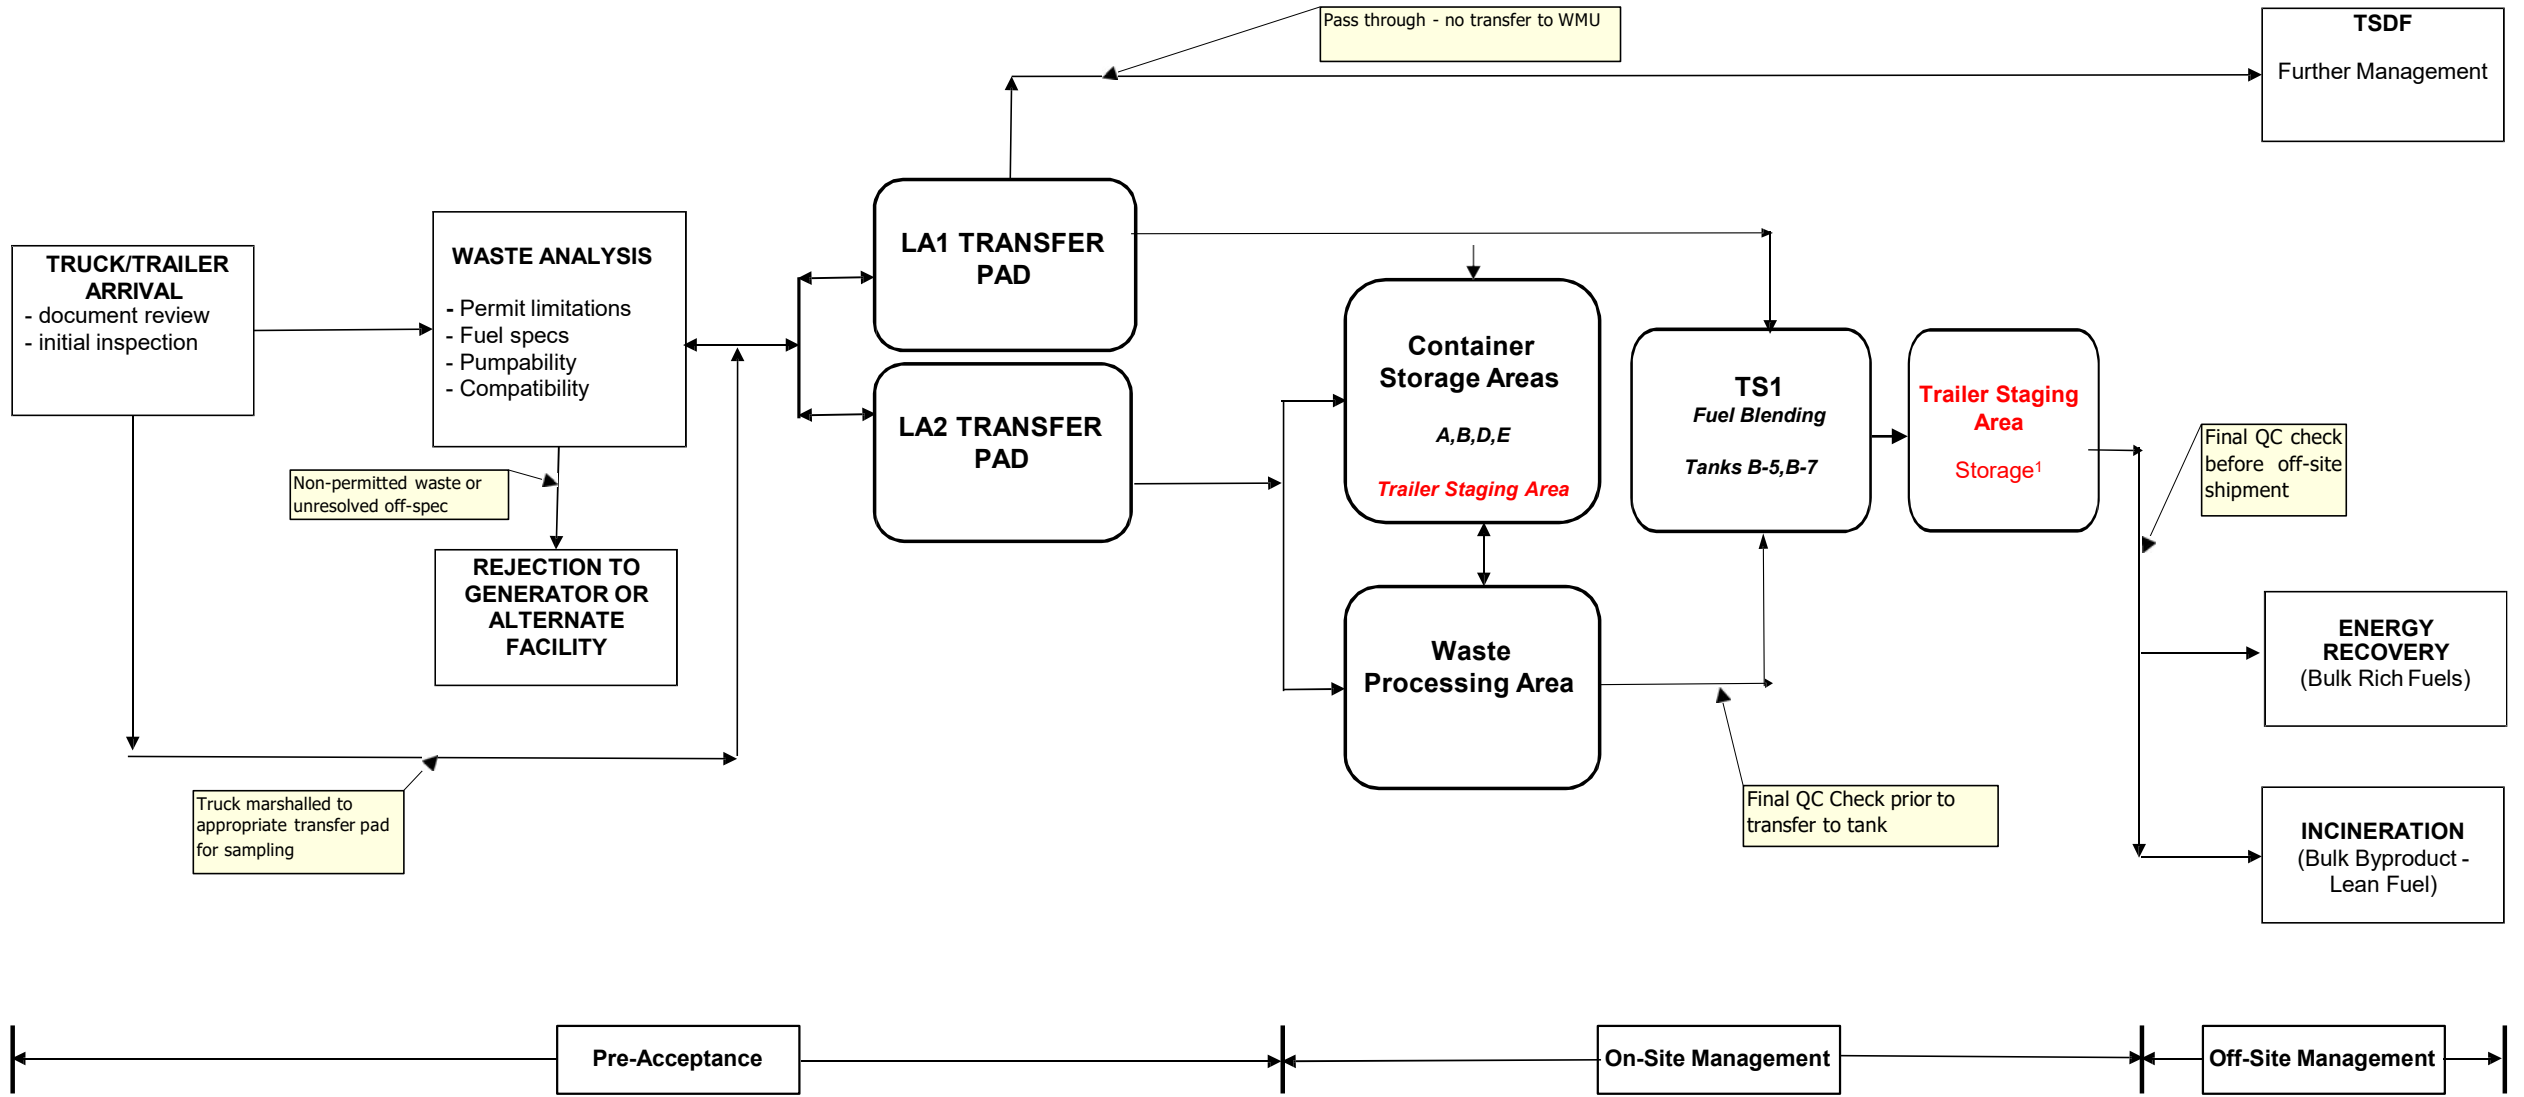 Pass through - no transfer to WMU
TSDF
Further Management
TRUCK/TRAILER
ARRIVAL
- document review
- initial inspection
WASTE ANALYSIS
- Permit limitations
- Fuel specs
- Pumpability
- Compatibility
Non-permitted waste or
unresolved off-spec
REJECTION TO
GENERATOR OR
ALTERNATE
FACILITY
Truck marshalled to
appropriate transfer pad
for sampling
LA1 TRANSFER
PAD
LA2 TRANSFER
PAD
Container
Storage Areas
A,B,D,E
Trailer Staging Area
Waste
Processing Area
TS1
Fuel Blending
Tanks B-5,B-7
Trailer Staging
Area
Storage¹
Final QC check
before off-site
shipment
Final QC Check prior to
transfer to tank
ENERGY
RECOVERY
(Bulk Rich Fuels)
INCINERATION
(Bulk Byproduct -
Lean Fuel)
Pre-Acceptance
On-Site Management
Off-Site Management